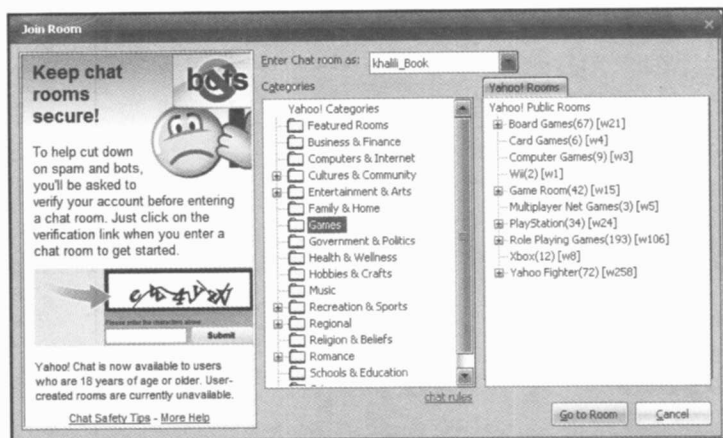 Join Room
Keep chat
rooms
secure!
bots
To help cut down
on spam and bots,
you'll be asked to
verify your account before entering
a chat room. Just click on the
verification link when you enter a
chat room to get started.
Please enter the characters above
Submit
Yahoo! Chat is now available to users
who are 18 years of age or older. User-
created rooms are currently unavailable.
Chat Safety Tips - More Help
Enter Chat room as: khalili_Book
Categories
Yahoo! Categories
Featured Rooms
Business & Finance
Computers & Internet
Cultures & Community
Entertainment & Arts
Family & Home
Games
Government & Politics
Health & Wellness
Hobbies & Crafts
Music
Recreation & Sports
Regional
Religion & Beliefs
Romance
Schools & Education
chat rules
Yahoo! Rooms
Yahoo! Public Rooms
Board Games(67) [w21]
Card Games(6) [w4]
Computer Games(9) [w3]
Wii(2) [w1]
Game Room(42) [w15]
Multiplayer Net Games(3) [w5]
PlayStation(34) [w24]
Role Playing Games(193) [w106]
Xbox(12) [w8]
Yahoo Fighter(72) [w258]
Go to Room
Cancel